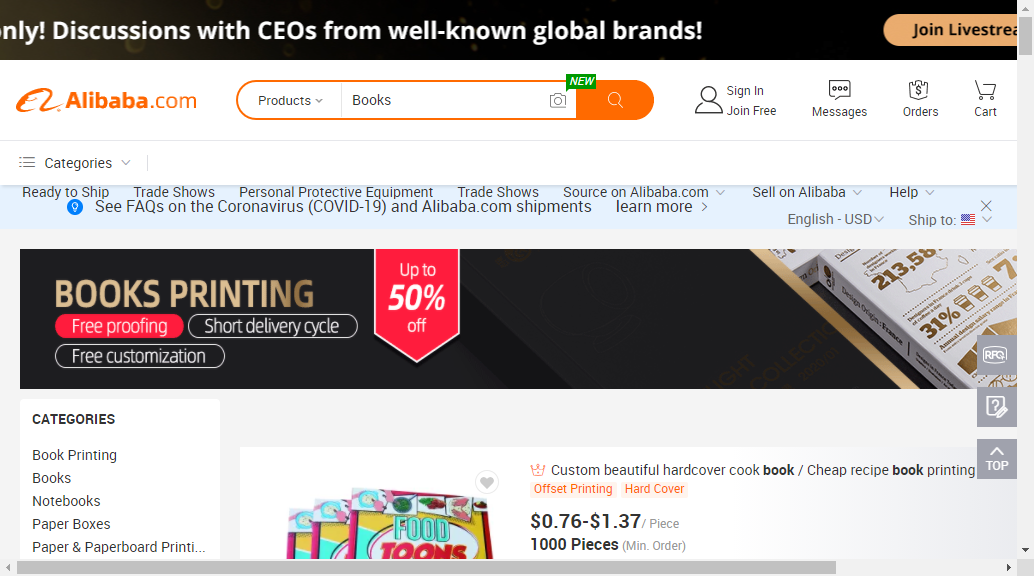 only! Discussions with CEOs from well-known global brands!
Join Livestrea
Alibaba.com
Products
Books
NEW
Sign In
Join Free
Messages
Orders
Cart
Categories
Ready to Ship Trade Shows Personal Protective Equipment Trade Shows Source on Alibaba.com Sell on Alibaba Help
See FAQs on the Coronavirus (COVID-19) and Alibaba.com shipments learn more
English - USD Ship to:
BOOKS PRINTING
Free proofing Short delivery cycle
Free customization
Up to
50%
off
213,58
31%
RFQ
TOP
CATEGORIES
Book Printing
Books
Notebooks
Paper Boxes
Paper & Paperboard Printi...
FOOD
TOONS
Custom beautiful hardcover cook book / Cheap recipe book printing
Offset Printing Hard Cover
$0.76-$1.37/ Piece
1000 Pieces (Min. Order)